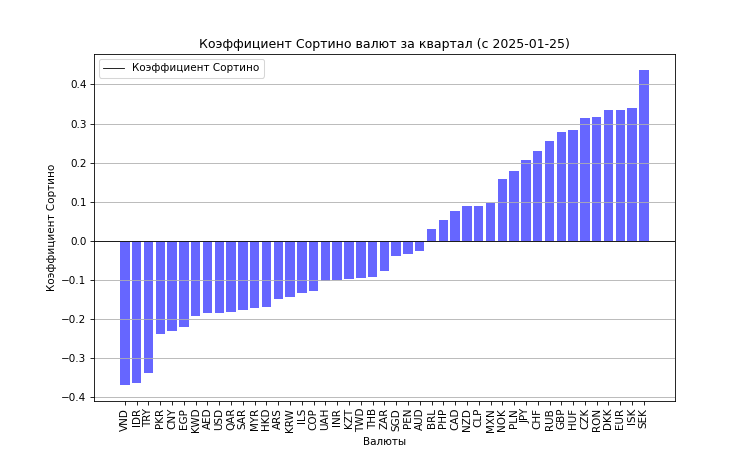 Коэффициент Сортино валют за квартал (с 2025-01-25)
Коэффициент Сортино
Коэффициент Сортино
0.4
0.3
0.2
0.1
0.0
−0.1
−0.2
−0.3
−0.4
VND IDR TRY PKR CNY EGP KWD AED USD QAR SAR MYR HKD ARS KRW ILS COP UAH INR KZT TWD THB ZAR SGD PEN AUD BRL PHP CAD NZD CLP MXN NOK PLN JPY CHF RUB GBP HUF CZK RON DKK EUR ISK SEK
Валюты